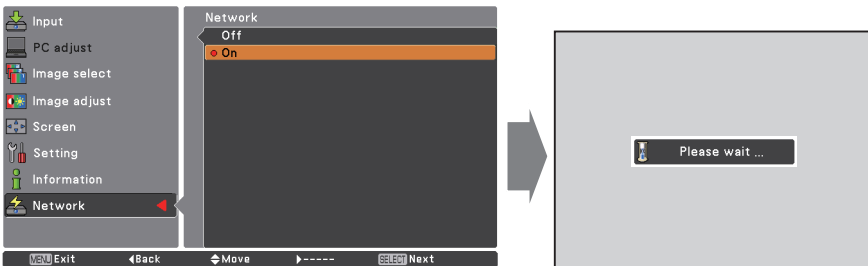 Input
PC adjust
Image select
Image adjust
Screen
Setting
Information
Network
Network
Off
On
MENU Exit ◀Back ◆Move ▶----- SELECT Next
Please wait ...